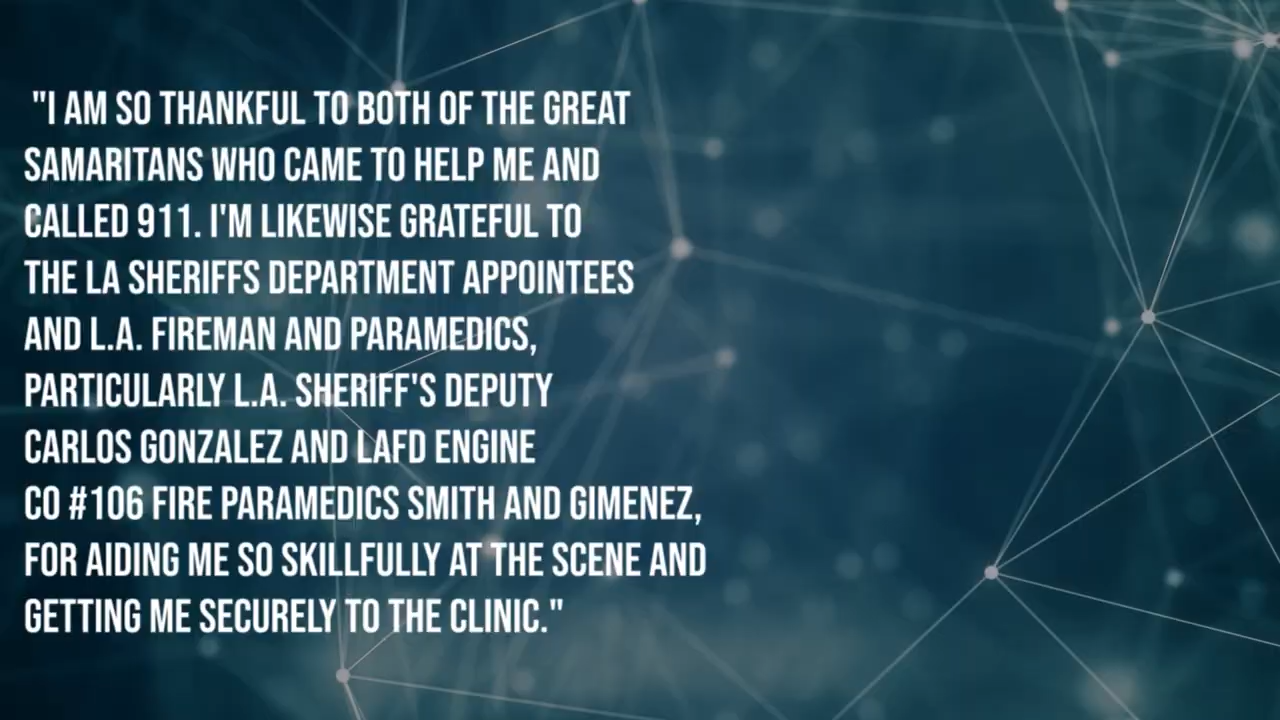 "I AM SO THANKFUL TO BOTH OF THE GREAT
SAMARITANS WHO CAME TO HELP ME AND
CALLED 911. I'M LIKEWISE GRATEFUL TO
THE LA SHERIFFS DEPARTMENT APPOINTEES
AND L.A. FIREMAN AND PARAMEDICS,
PARTICULARLY L.A. SHERIFF'S DEPUTY
CARLOS GONZALEZ AND LAFD ENGINE
CO #106 FIRE PARAMEDICS SMITH AND GIMENEZ,
FOR AIDING ME SO SKILLFULLY AT THE SCENE AND
GETTING ME SECURELY TO THE CLINIC."